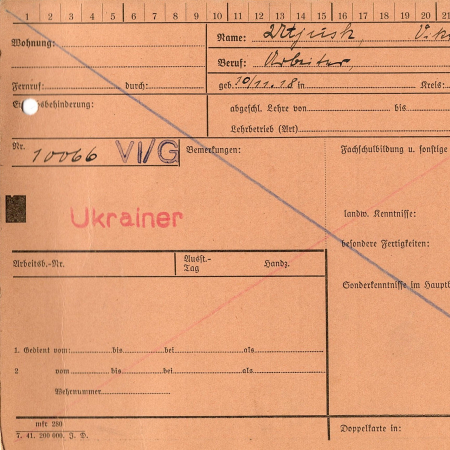 1 2 3 4 5 6 7 8 9 10 11 12 13 14 15 16 17 18 19 20 21
Wohnung:
Name:
Beruf: Arbeiter,
Fernruf: durch:
geb. 10/11.18 in Kreis:
abgeschl. Lehre von bis
Lehrbetrieb (Art)
Nr. 10066 VI/G Bemerkungen:
Fachschulbildung u. sonstige
Ukrainer
landw. Kenntnisse:
besondere Fertigkeiten:
Arbeitsb.-Nr. Ausst.-Tag Handz.
Sonderkenntnisse im
1. Gedient vom: bis bei als
2 vom bis bei als
Wehrnummer
mkr 280
7. 41. 200 000. J. D.
Doppelkarte in: